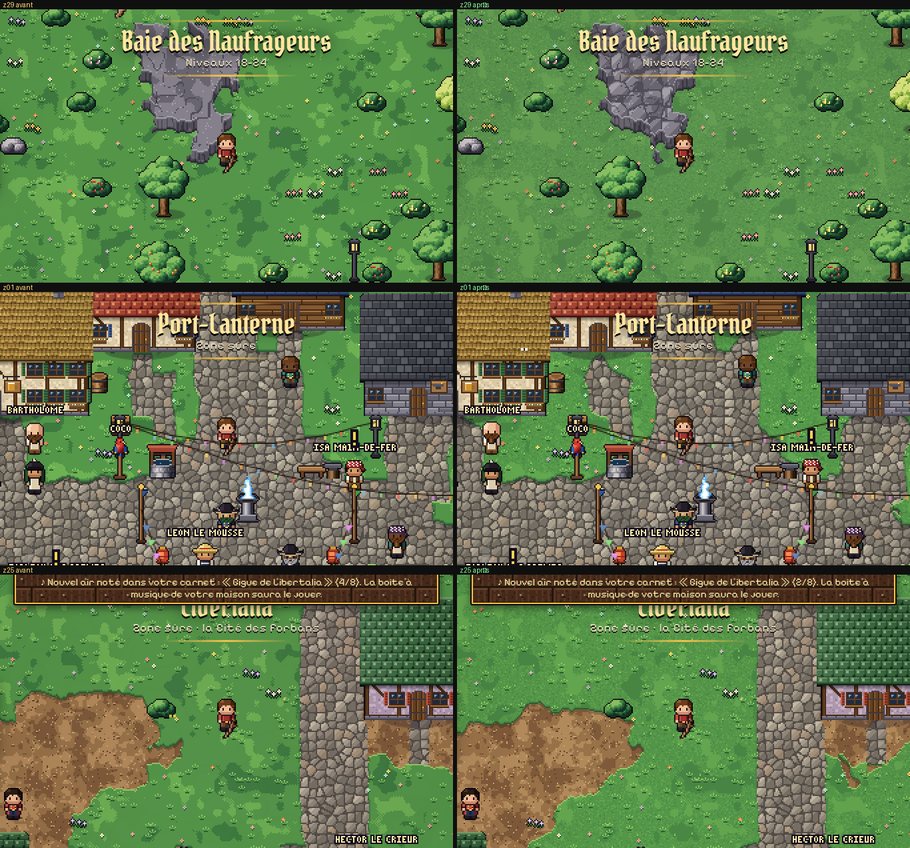 z29 avant
z29 après
Baie des Naufrageurs
Niveaux 18-24
Baie des Naufrageurs
Niveaux 18-24
z01 avant
z01 après
Port-Lanterne
Zone sûre
Port-Lanterne
Zone sûre
BARTHOLOME
COCO
ISA MAIN-DE-FER
LEON LE MOUSSE
BARTHOLOME
COCO
ISA MAIN-DE-FER
LEON LE MOUSSE
z25 avant
z25 après
♪ Nouvel air noté dans votre carnet : « Gigue de Libertalia » (4/8). La boîte à
musique de votre maison saura le jouer.
Libertalia
Zone sûre · la Cité des Forbans
♪ Nouvel air noté dans votre carnet : « Gigue de Libertalia » (2/8). La boîte à
musique de votre maison saura le jouer.
Libertalia
Zone sûre · la Cité des Forbans
HECTOR LE CRIEUR
HECTOR LE CRIEUR